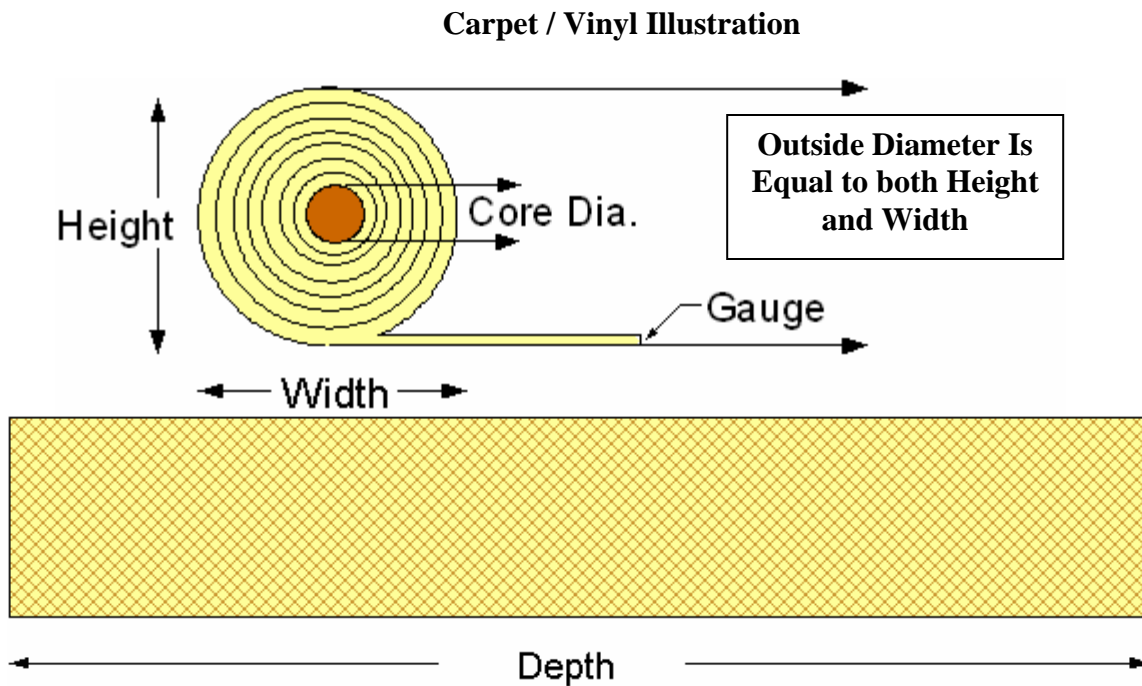 Carpet / Vinyl Illustration
Outside Diameter Is
Equal to both Height
and Width
Height
Core Dia.
Gauge
Width
Depth